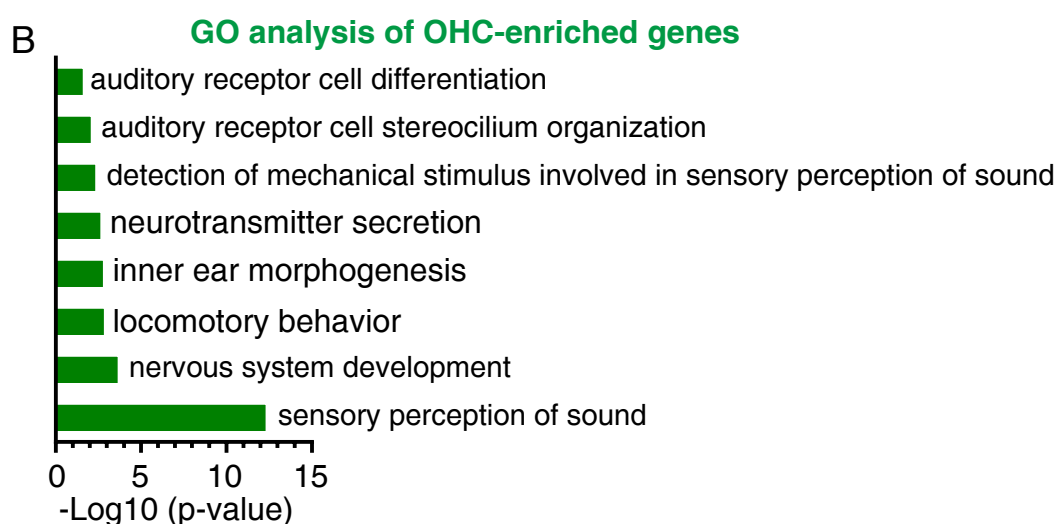 B
GO analysis of OHC-enriched genes
auditory receptor cell differentiation
auditory receptor cell stereocilium organization
detection of mechanical stimulus involved in sensory perception of sound
neurotransmitter secretion
inner ear morphogenesis
locomotory behavior
nervous system development
sensory perception of sound
0 5 10 15
-Log10 (p-value)